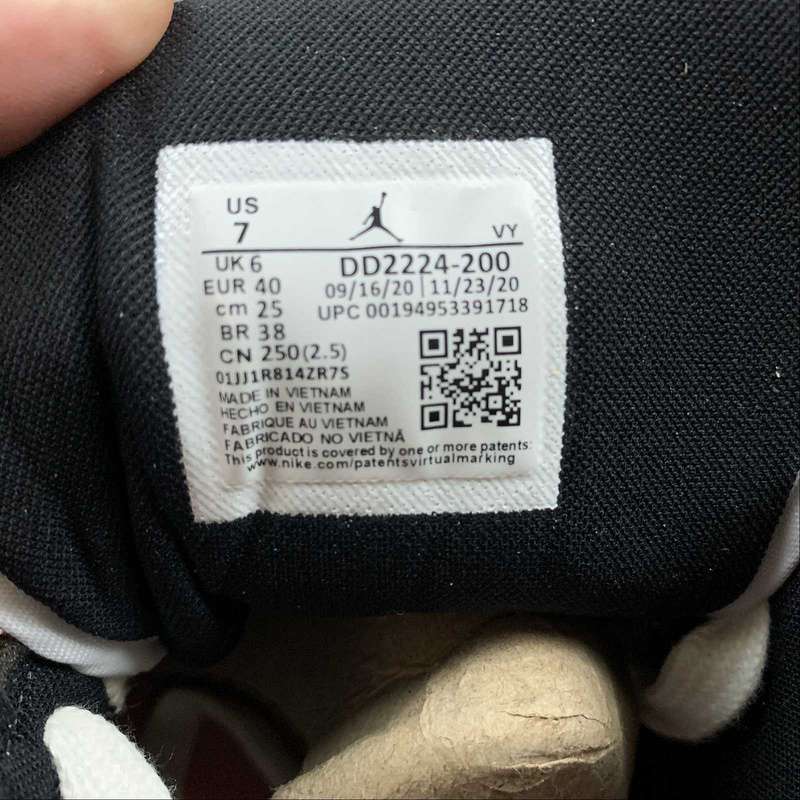 US
7
VY
UK 6
DD2224-200
EUR 40
09/16/20 | 11/23/20
cm 25
UPC 00194953391718
BR 38
CN 250(2.5)
01JJ1R814ZR7S
MADE IN VIETNAM
HECHO EN VIETNAM
FABRIQUE AU VIETNAM
FABRICADO NO VIETNÃ
This product is covered by one or more patents:
www.nike.com/patentsvirtualmarking